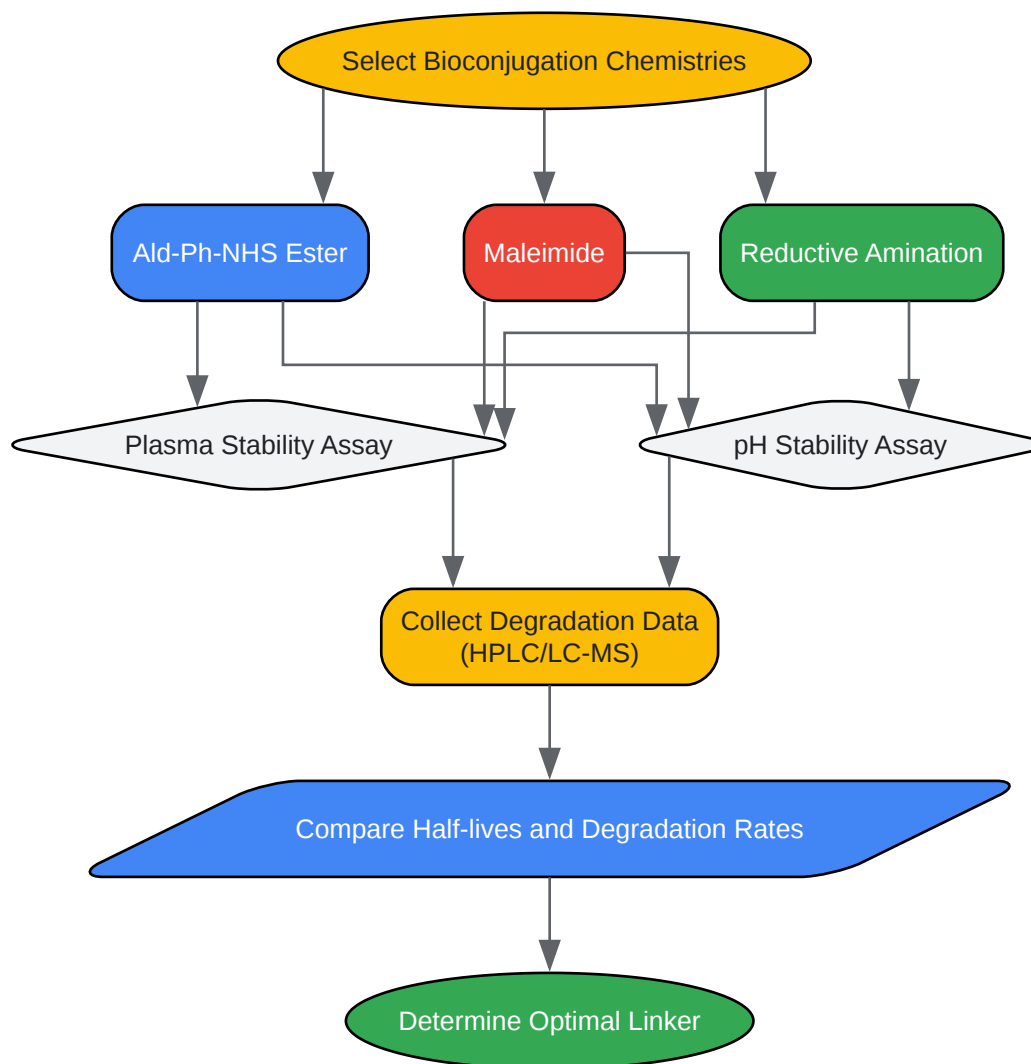 Select Bioconjugation Chemistries
Ald-Ph-NHS Ester
Maleimide
Reductive Amination
Plasma Stability Assay
pH Stability Assay
Collect Degradation Data
(HPLC/LC-MS)
Compare Half-lives and Degradation Rates
Determine Optimal Linker